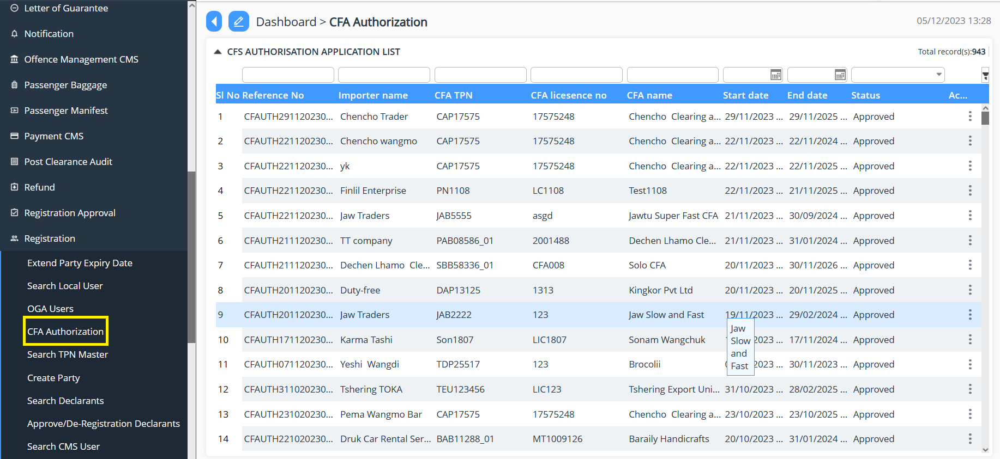 Letter of Guarantee
Notification
Offence Management CMS
Passenger Baggage
Passenger Manifest
Payment CMS
Post Clearance Audit
Refund
Registration Approval
Registration
Extend Party Expiry Date
Search Local User
OGA Users
CFA Authorization
Search TPN Master
Create Party
Search Declarants
Approve/De-Registration Declarants
Search CMS User
Dashboard > CFA Authorization
05/12/2023 13:28
CFS AUTHORISATION APPLICATION LIST
Total record(s):943
Sl No Reference No Importer name CFA TPN CFA licesence no CFA name Start date End date Status Ac...
1 CFAUTH291120230... Chencho Trader CAP17575 17575248 Chencho Clearing a... 29/11/2023 ... 29/11/2025 ... Approved
2 CFAUTH221120230... Chencho wangmo CAP17575 17575248 Chencho Clearing a... 22/11/2023 ... 22/11/2024 ... Approved
3 CFAUTH221120230... yk CAP17575 17575248 Chencho Clearing a... 22/11/2023 ... 22/11/2025 ... Approved
4 CFAUTH221120230... Finlil Enterprise PN1108 LC1108 Test1108 22/11/2023 ... 21/11/2025 ... Approved
5 CFAUTH221120230... Jaw Traders JAB5555 asgd Jawtu Super Fast CFA 21/11/2023 ... 30/09/2024 ... Approved
6 CFAUTH211120230... TT company PAB08586_01 2001488 Dechen Lhamo Cle... 21/11/2023 ... 31/01/2024 ... Approved
7 CFAUTH211120230... Dechen Lhamo Cle... SBB58336_01 CFA008 Solo CFA 20/11/2023 ... 30/11/2026 ... Approved
8 CFAUTH201120230... Duty-free DAP13125 1313 Kingkor Pvt Ltd 20/11/2023 ... 20/11/2025 ... Approved
9 CFAUTH201120230... Jaw Traders JAB2222 123 Jaw Slow and Fast 19/11/2023 ... 29/02/2024 ... Approved
Jaw
Slow
and
Fast
10 CFAUTH171120230... Karma Tashi Son1807 LIC1807 Sonam Wangchuk 2023 ... 17/11/2024 ... Approved
11 CFAUTH071120230... Yeshi Wangdi TDP25517 123 Brocolii 2023 ... 30/11/2023 ... Approved
12 CFAUTH311020230... Tshering TOKA TEU123456 LIC123 Tshering Export Uni... 31/10/2023 ... 28/02/2025 ... Approved
13 CFAUTH231020230... Pema Wangmo Bar CAP17575 17575248 Chencho Clearing a... 23/10/2023 ... 23/10/2025 ... Approved
14 CFAUTH221020230... Druk Car Rental Ser... BAB11288_01 MT1009126 Baraily Handicrafts 20/10/2023 ... 31/01/2024 ... Approved